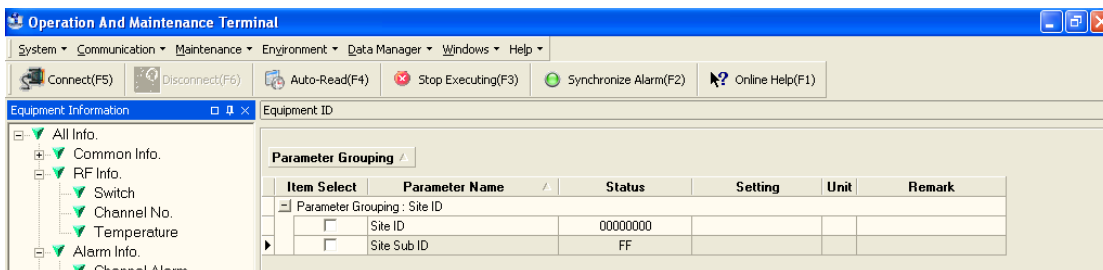 Operation And Maintenance Terminal
System Communication Maintenance Environment Data Manager Windows Help
Connect(F5) Disconnect(F6) Auto-Read(F4) Stop Executing(F3) Synchronize Alarm(F2) Online Help(F1)
Equipment Information
Equipment ID
All Info.
Common Info.
RF Info.
Switch
Channel No.
Temperature
Alarm Info.
Channel Alarm
Parameter Grouping
Item Select Parameter Name Status Setting Unit Remark
Parameter Grouping : Site ID
Site ID 00000000
Site Sub ID FF